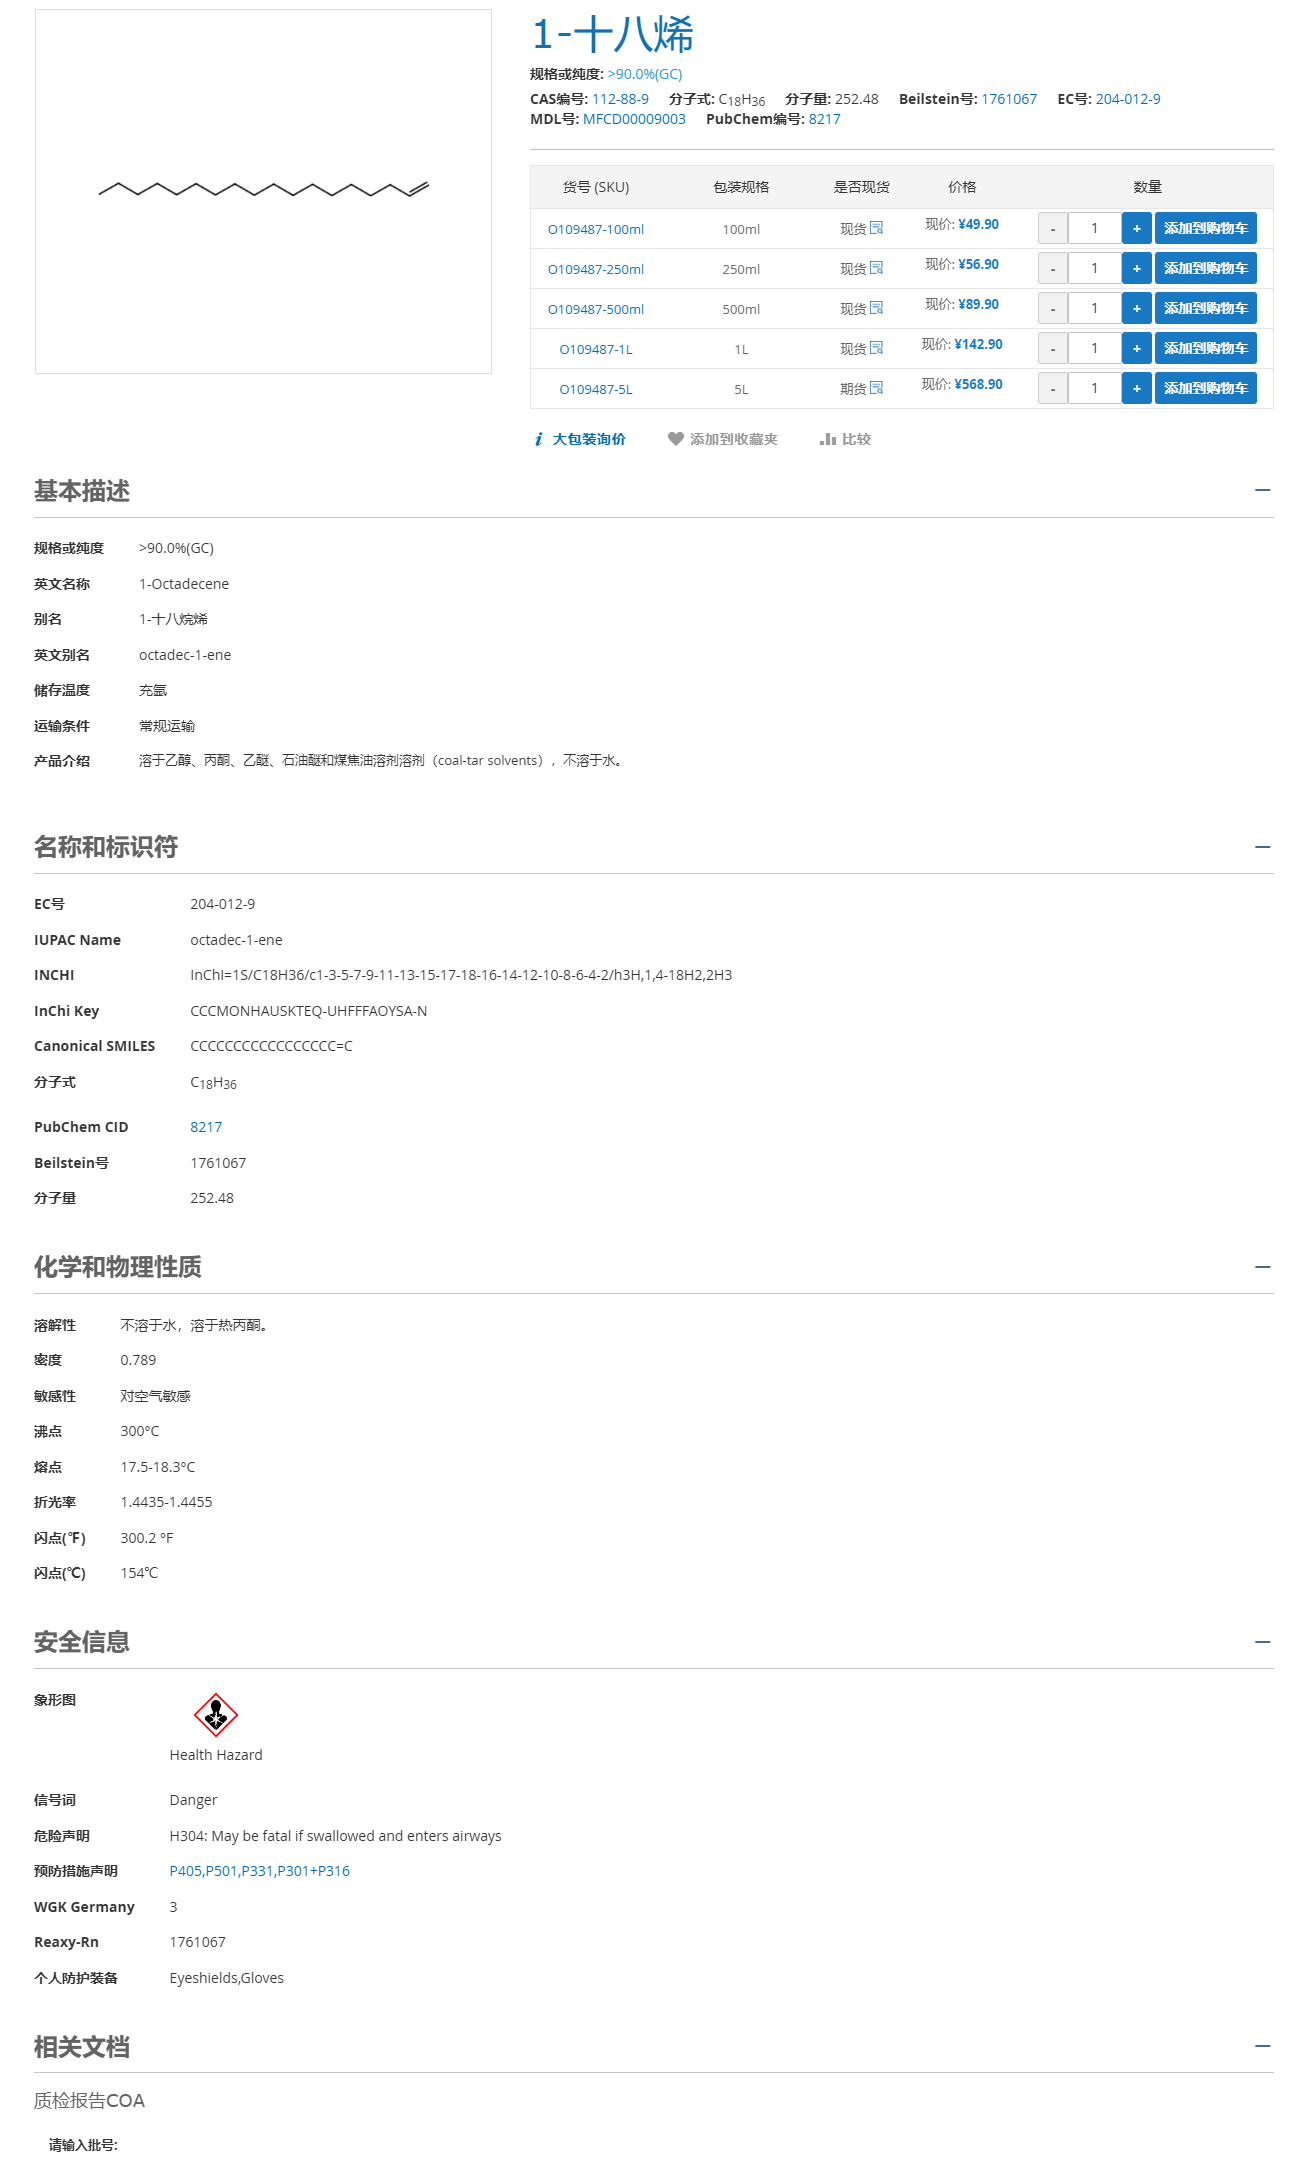 1-十八烯
规格或纯度: >90.0%(GC)
CAS编号: 112-88-9 分子式: C18H36 分子量: 252.48 Beilstein号: 1761067 EC号: 204-012-9
MDL号: MFCD00009003 PubChem编号: 8217
货号 (SKU) 包装规格 是否现货 价格 数量
O109487-100ml 100ml 现货 现价: ¥49.90 - 1 + 添加到购物车
O109487-250ml 250ml 现货 现价: ¥56.90 - 1 + 添加到购物车
O109487-500ml 500ml 现货 现价: ¥89.90 - 1 + 添加到购物车
O109487-1L 1L 现货 现价: ¥142.90 - 1 + 添加到购物车
O109487-5L 5L 期货 现价: ¥568.90 - 1 + 添加到购物车
i 大包装询价 添加到收藏夹 比较
基本描述
规格或纯度 >90.0%(GC)
英文名称 1-Octadecene
别名 1-十八烷烯
英文别名 octadec-1-ene
储存温度 充氩
运输条件 常规运输
产品介绍 溶于乙醇、丙酮、乙醚、石油醚和煤焦油溶剂溶剂（coal-tar solvents），不溶于水。
名称和标识符
EC号 204-012-9
IUPAC Name octadec-1-ene
INCHI InChI=1S/C18H36/c1-3-5-7-9-11-13-15-17-18-16-14-12-10-8-6-4-2/h3H,1,4-18H2,2H3
InChi Key CCCMONHAUSKTEQ-UHFFFAOYSA-N
Canonical SMILES CCCCCCCCCCCCCCCCC=C
分子式 C18H36
PubChem CID 8217
Beilstein号 1761067
分子量 252.48
化学和物理性质
溶解性 不溶于水，溶于热丙酮。
密度 0.789
敏感性 对空气敏感
沸点 300°C
熔点 17.5-18.3°C
折光率 1.4435-1.4455
闪点(℉) 300.2 °F
闪点(℃) 154℃
安全信息
象形图
Health Hazard
信号词 Danger
危险声明 H304: May be fatal if swallowed and enters airways
预防措施声明 P405,P501,P331,P301+P316
WGK Germany 3
Reaxy-Rn 1761067
个人防护装备 Eyeshields,Gloves
相关文档
质检报告COA
请输入批号: